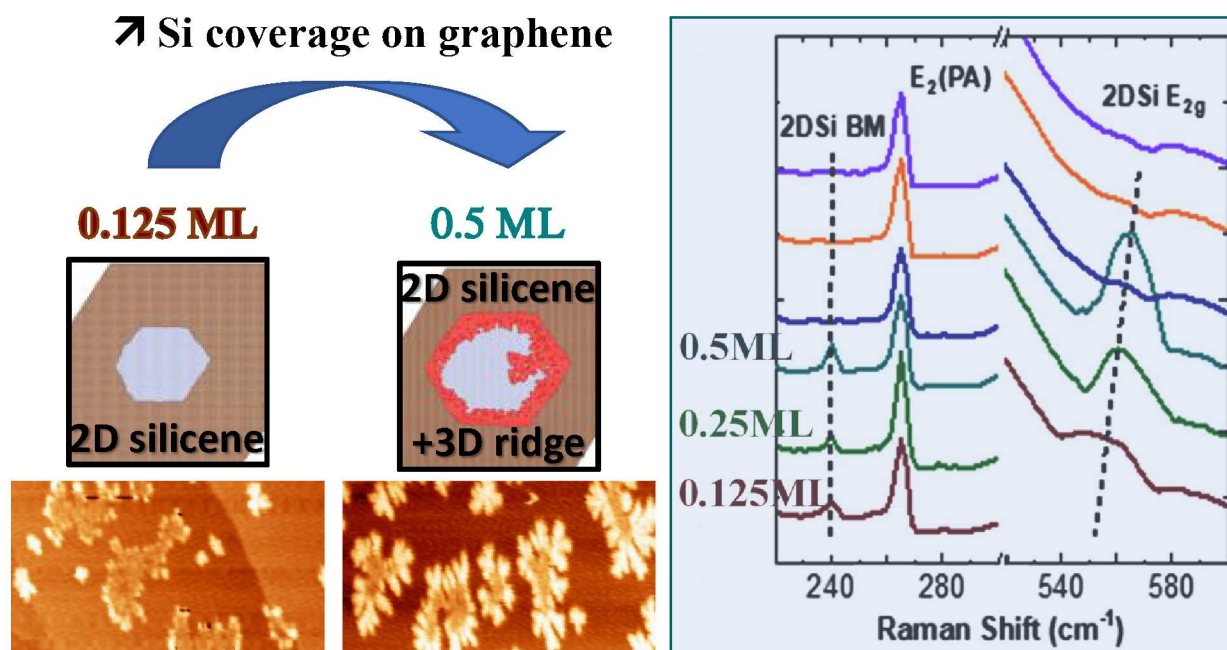 ↗ Si coverage on graphene
0.125 ML
0.5 ML
2D silicene
2D silicene
+3D ridge
E₂(PA)
2DSi E₂g
2DSi BM
0.5ML
0.25ML
0.125ML
240 280 540 580
Raman Shift (cm⁻¹)